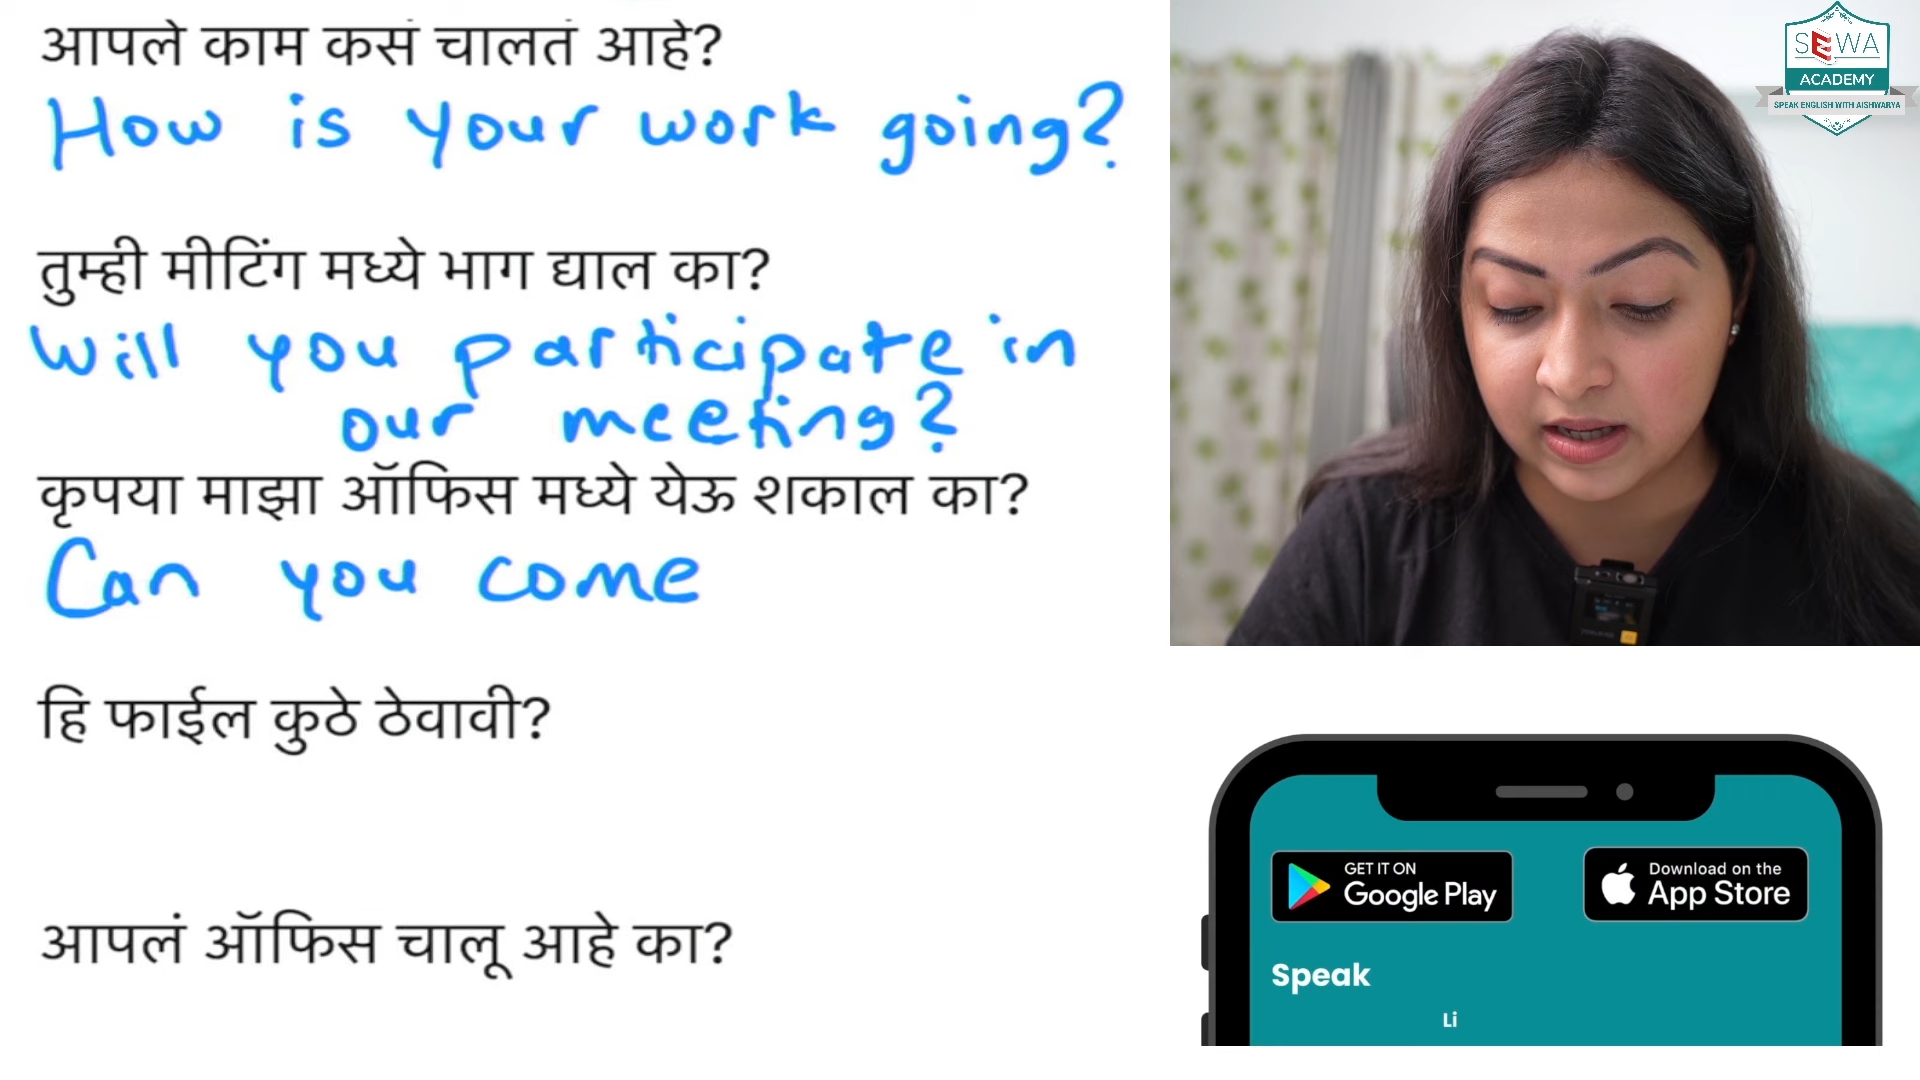 आपले काम कसं चालतं आहे?
How is your work going?
तुम्ही मीटिंग मध्ये भाग द्याल का?
will you participate in
our meeting?
कृपया माझा ऑफिस मध्ये येऊ शकाल का?
Can you come
हि फाईल कुठे ठेवावी?
आपलं ऑफिस चालू आहे का?
SEWA
ACADEMY
SPEAK ENGLISH WITH AISHWARYA
GET IT ON
Google Play
Download on the
App Store
Speak
Li